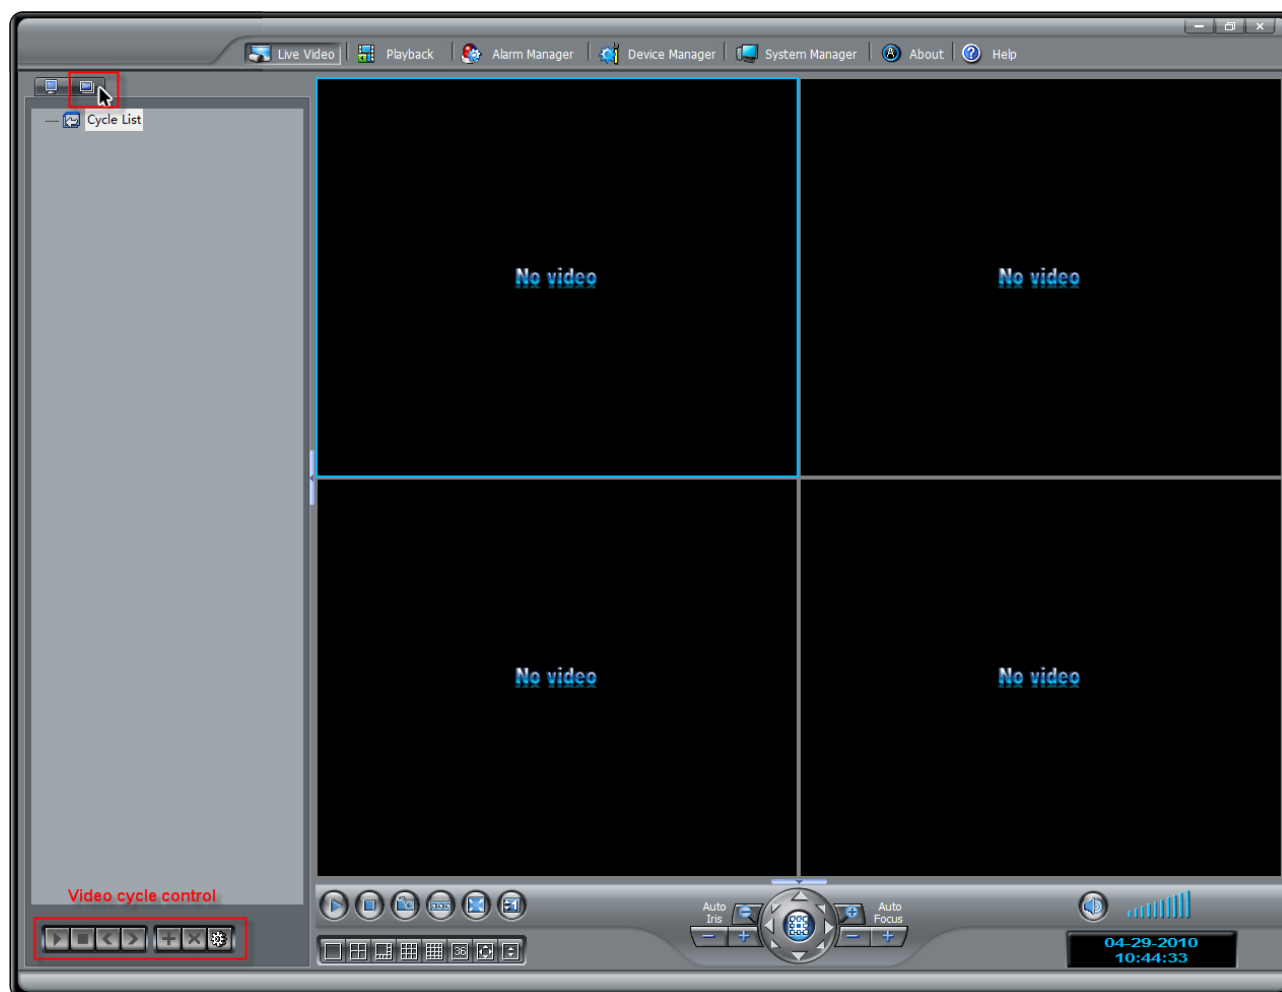 Live Video Playback Alarm Manager Device Manager System Manager About Help
Cycle List
No video No video
No video No video
Video cycle control
Auto Iris
Auto Focus
36
04-29-2010
10:44:33